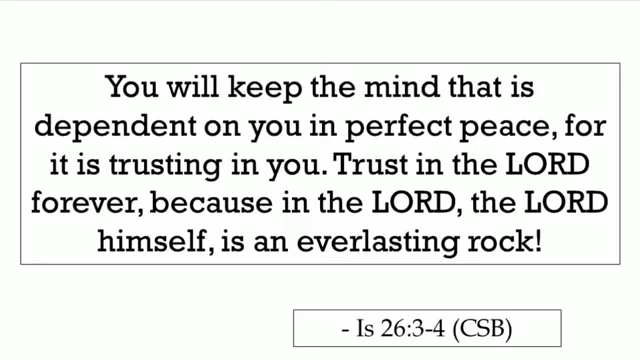 You will keep the mind that is
dependent on you in perfect peace, for
it is trusting in you. Trust in the LORD
forever, because in the LORD, the LORD
himself, is an everlasting rock!
- Is 26:3-4 (CSB)